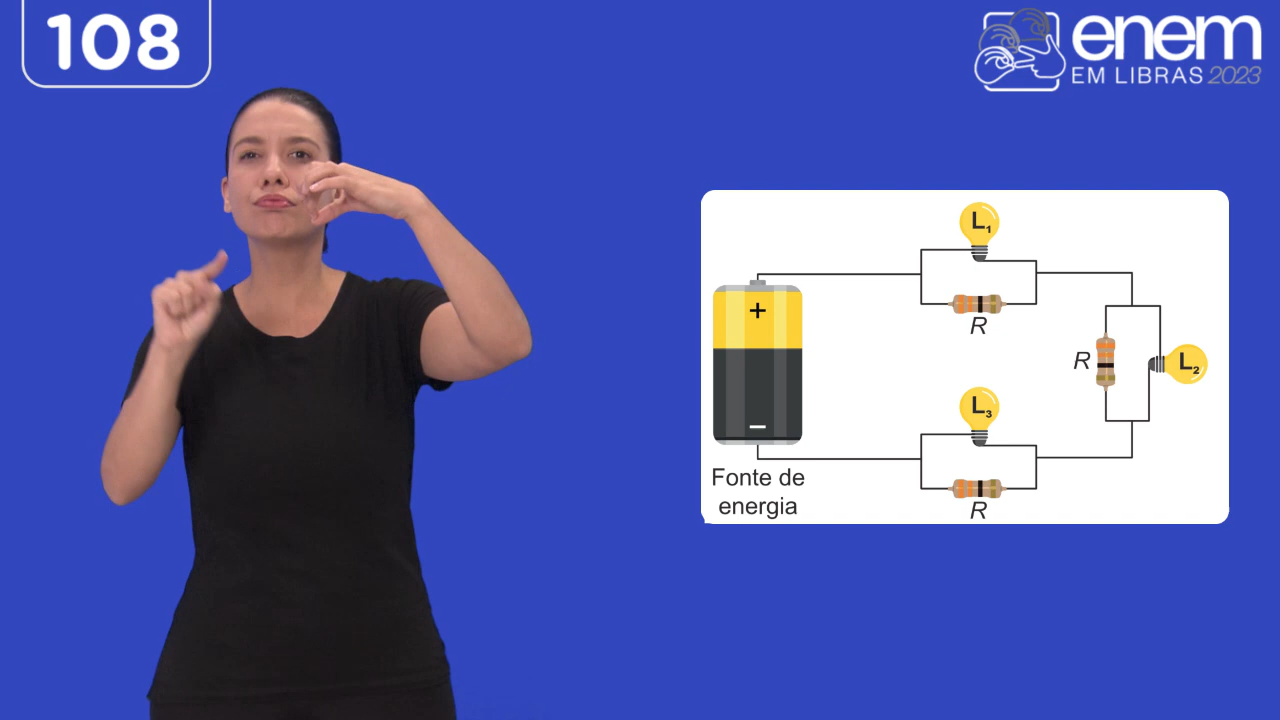 108
enem
EM LIBRAS 2023
L1
R
+
R
L2
L3
Fonte de
energia
R